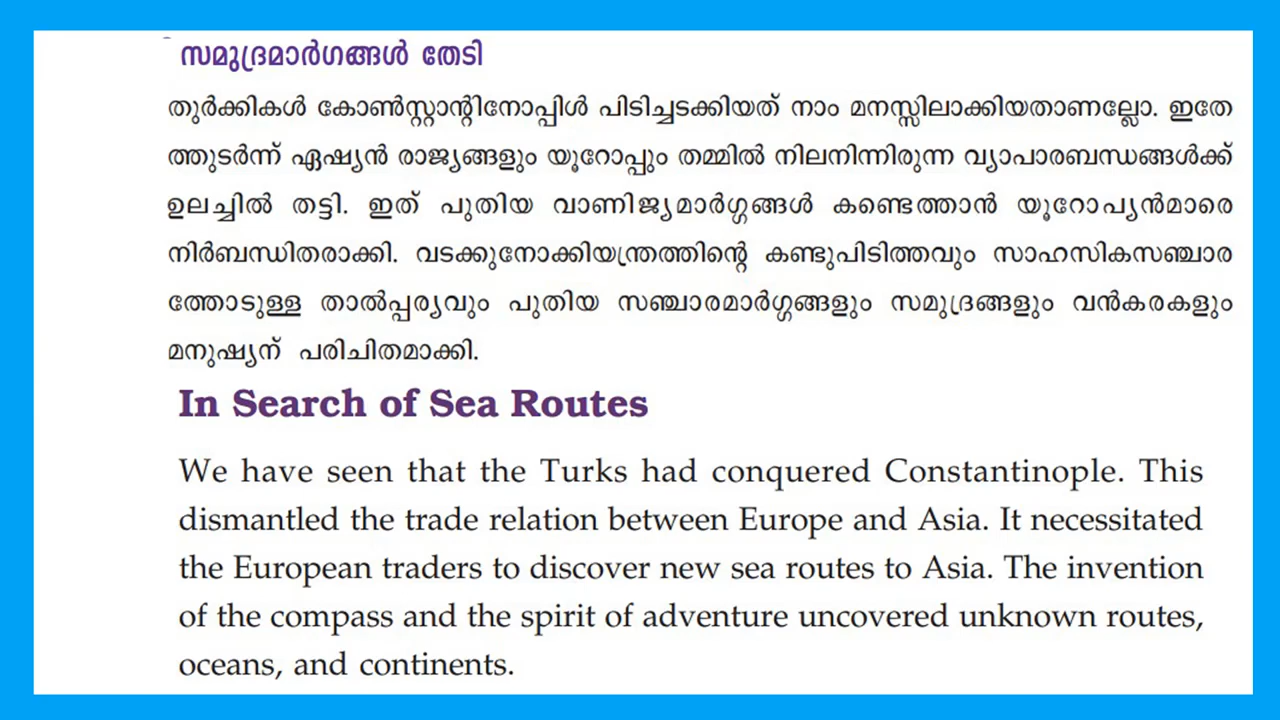 സമുദ്രമാർഗങ്ങൾ തേടി
തുർക്കികൾ കോൺസ്റ്റാന്റിനോപ്പിൾ പിടിച്ചടക്കിയത് നാം മനസ്സിലാക്കിയതാണല്ലോ. ഇതേ
ത്തുടർന്ന് ഏഷ്യൻ രാജ്യങ്ങളും യൂറോപ്പും തമ്മിൽ നിലനിന്നിരുന്ന വ്യാപാരബന്ധങ്ങൾക്ക്
ഉലച്ചിൽ തട്ടി. ഇത് പുതിയ വാണിജ്യമാർഗ്ഗങ്ങൾ കണ്ടെത്താൻ യൂറോപ്യൻമാരെ
നിർബന്ധിതരാക്കി. വടക്കുനോക്കിയന്ത്രത്തിന്റെ കണ്ടുപിടിത്തവും സാഹസികസഞ്ചാര
ത്തോടുള്ള താൽപ്പര്യവും പുതിയ സഞ്ചാരമാർഗ്ഗങ്ങളും സമുദ്രങ്ങളും വൻകരകളും
മനുഷ്യന് പരിചിതമാക്കി.
In Search of Sea Routes
We have seen that the Turks had conquered Constantinople. This
dismantled the trade relation between Europe and Asia. It necessitated
the European traders to discover new sea routes to Asia. The invention
of the compass and the spirit of adventure uncovered unknown routes,
oceans, and continents.